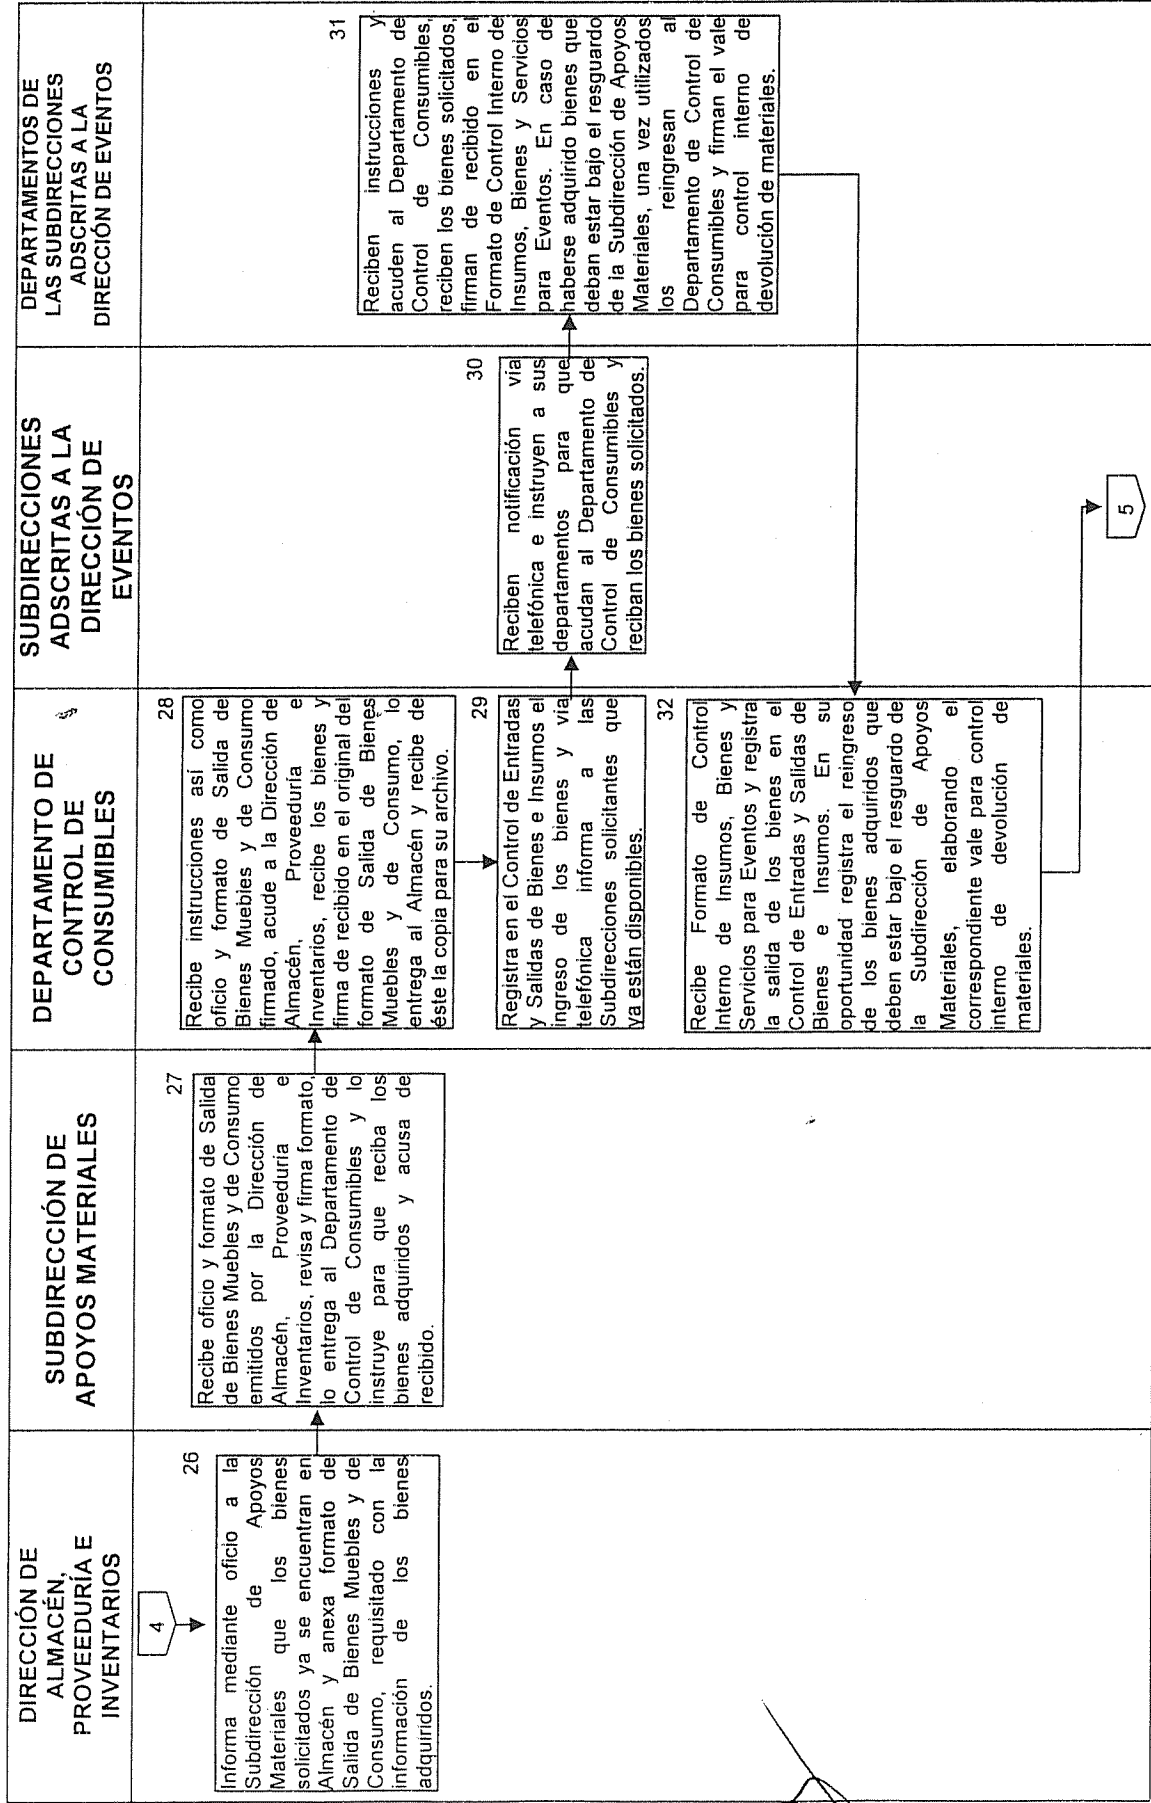 DIRECCIÓN DE
ALMACÉN,
PROVEEDURÍA E
INVENTARIOS
SUBDIRECCIÓN DE
APOYOS MATERIALES
DEPARTAMENTO DE
CONTROL DE
CONSUMIBLES
SUBDIRECCIONES
ADSCRITAS A LA
DIRECCIÓN DE
EVENTOS
DEPARTAMENTOS DE
LAS SUBDIRECCIONES
ADSCRITAS A LA
DIRECCIÓN DE EVENTOS
4
26
Informa mediante oficio a la
Subdirección de Apoyos
Materiales que los bienes
solicitados ya se encuentran en
Almacén y anexa formato de
Salida de Bienes Muebles y de
Consumo, requisitado con la
información de los bienes
adquiridos.
27
Recibe oficio y formato de Salida
de Bienes Muebles y de Consumo
emitidos por la Dirección de
Almacén, Proveeduria e
Inventarios, revisa y firma formato,
lo entrega al Departamento de
Control de Consumibles y lo
instruye para que reciba los
bienes adquiridos y acusa de
recibido.
28
Recibe instrucciones así como
oficio y formato de Salida de
Bienes Muebles y de Consumo
firmado, acude a la Dirección de
Almacén, Proveeduría e
Inventarios, recibe los bienes y
firma de recibido en el original del
formato de Salida de Bienes
Muebles y de Consumo, lo
entrega al Almacén y recibe de
éste la copia para su archivo.
29
Registra en el Control de Entradas
y Salidas de Bienes e Insumos el
ingreso de los bienes y via
telefónica informa a las
Subdirecciones solicitantes que
ya están disponibles.
30
Reciben notificación via
telefónica e instruyen a sus
departamentos para que
acudan al Departamento de
Control de Consumibles y
reciban los bienes solicitados.
31
Reciben instrucciones y
acuden al Departamento de
Control de Consumibles,
reciben los bienes solicitados,
firman de recibido en el
Formato de Control Interno de
Insumos, Bienes y Servicios
para Eventos. En caso de
haberse adquirido bienes que
deban estar bajo el resguardo
de la Subdirección de Apoyos
Materiales, una vez utilizados
los reingresan al
Departamento de Control de
Consumibles y firman el vale
para control interno de
devolución de materiales.
32
Recibe Formato de Control
Interno de Insumos, Bienes y
Servicios para Eventos y registra
la salida de los bienes en el
Control de Entradas y Salidas de
Bienes e Insumos. En su
oportunidad registra el reingreso
de los bienes adquiridos que
deben estar bajo el resguardo de
la Subdirección de Apoyos
Materiales, elaborando el
correspondiente vale para control
interno de devolución de
materiales.
5